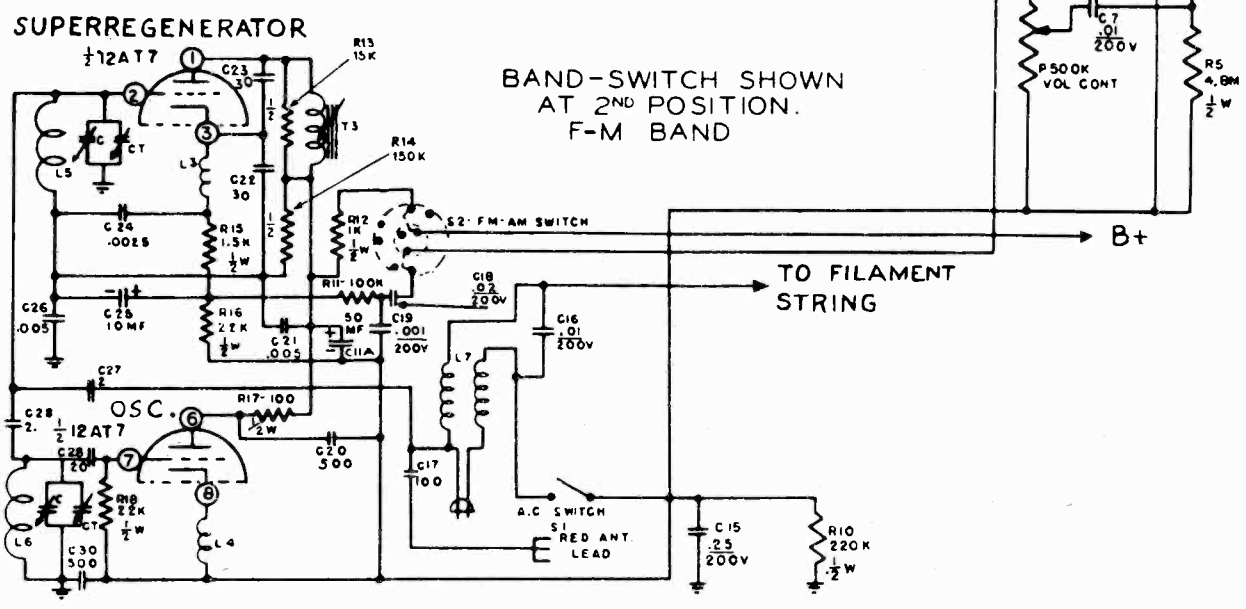 SUPERREGENERATOR
½12AT7
1
C23
30
R13
15K
½
T3
2
3
C
CT
L5
L3
C22
30
R14
150K
½
C24
.0025
R15
1.5K
½W
R12
1K
½W
S2-FM-AM SWITCH
BAND-SWITCH SHOWN
AT 2ND POSITION.
F-M BAND
C7
.01
200V
P500K
VOL CONT
R5
4.8M
½W
B+
TO FILAMENT
STRING
C26
.005
- +
C25
10MF
R16
22K
½W
R11-100K
C18
.02
200V
C21
.005
50
MF
+
-
C11A
C19
.001
200V
C16
.01
200V
L7
C27
2
C28
2.
OSC.
6
R17-100
½W
C20
500
½12AT7
C28
20
7
8
C
CT
L6
R18
22K
½W
L4
C30
500
C17
100
A.C SWITCH
S1
RED ANT.
LEAD
C15
.25
200V
R10
220K
½W